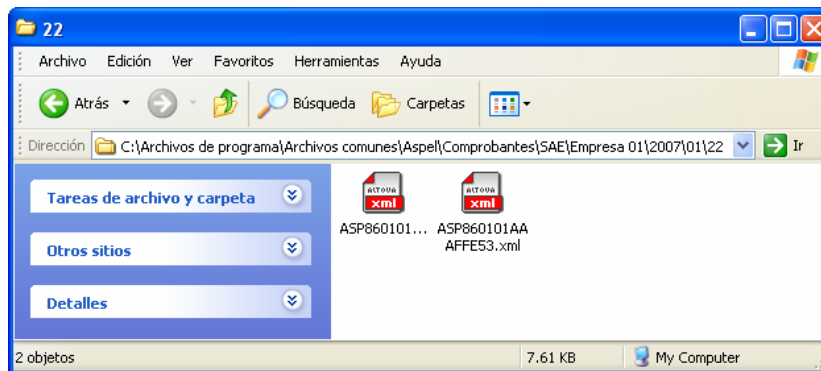 22
Archivo Edición Ver Favoritos Herramientas Ayuda
Atrás Búsqueda Carpetas
Dirección C:\Archivos de programa\Archivos comunes\Aspel\Comprobantes\SAE\Empresa 01\2007\01\22 Ir
Tareas de archivo y carpeta
Otros sitios
Detalles
ALTOVA
xml
ASP860101...
ALTOVA
xml
ASP860101AA
AFFE53.xml
2 objetos 7.61 KB My Computer